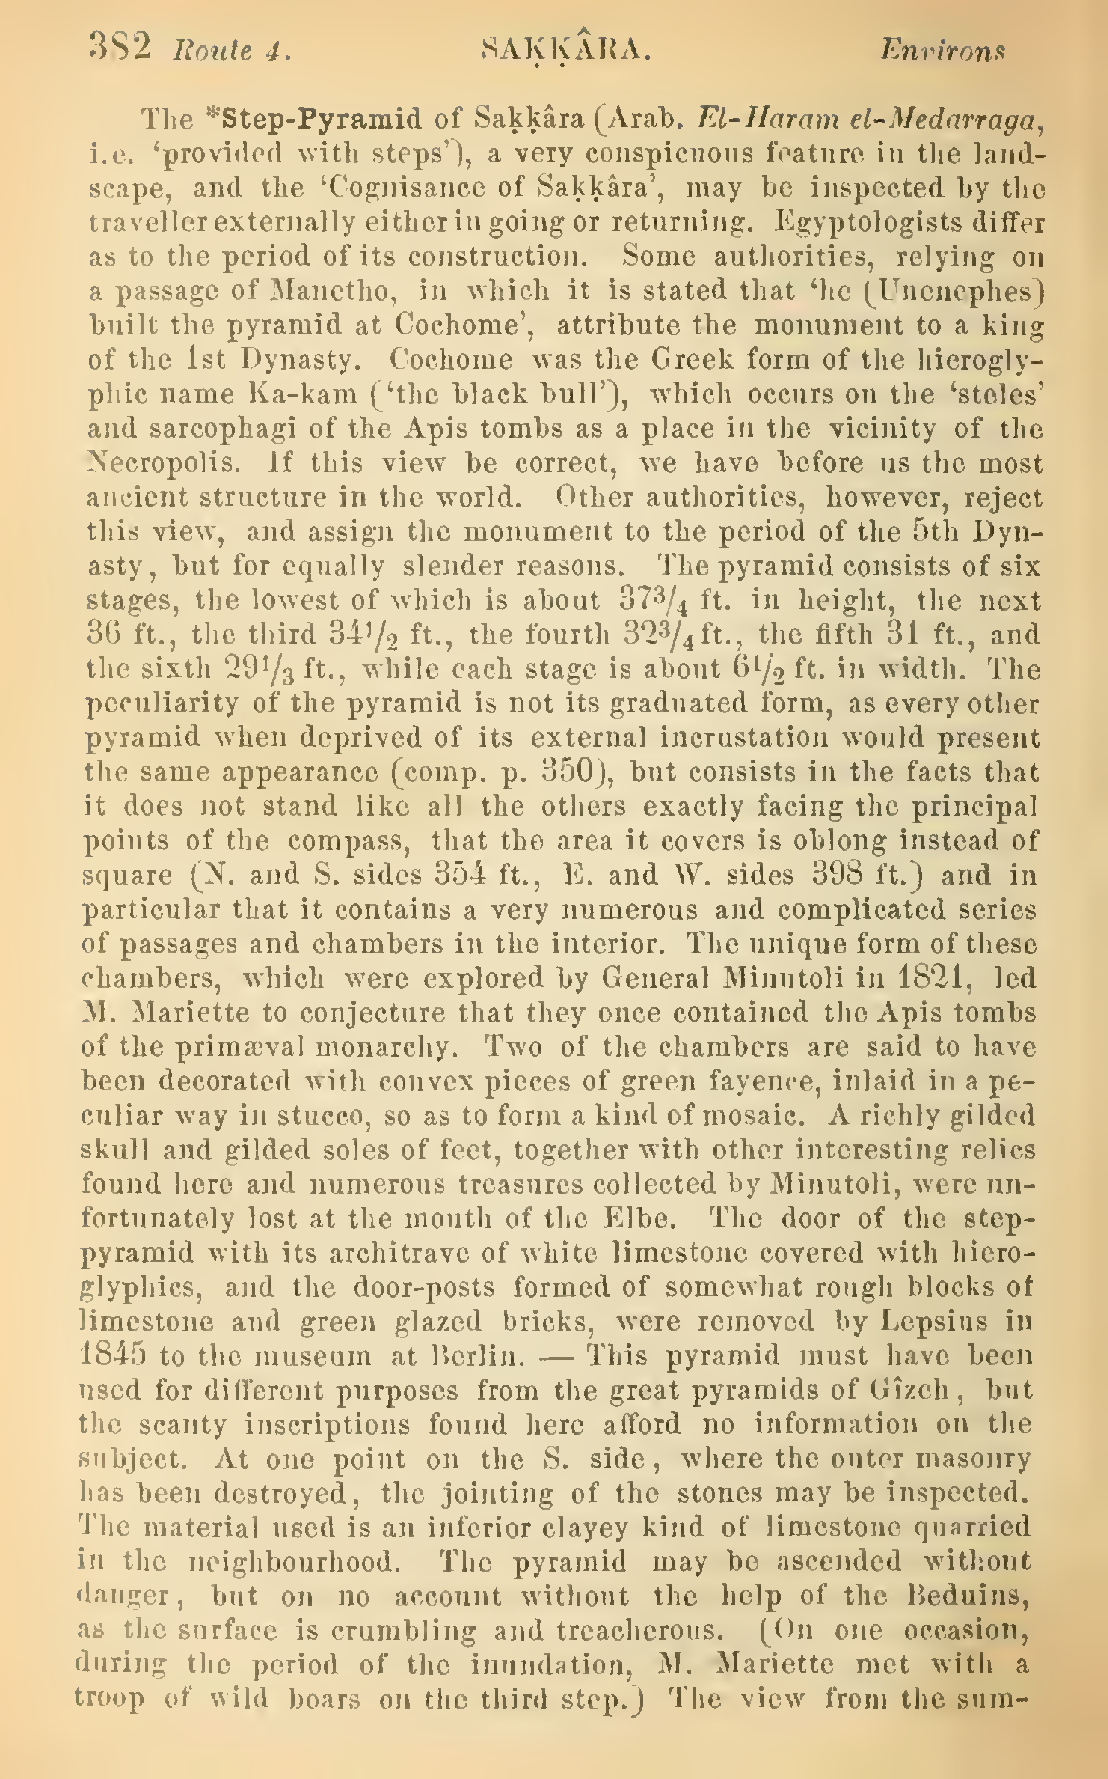 382 Route 4. SAḲḲÂRA. Environs
The *Step-Pyramid of Saḳḳâra (Arab. El-Haram el-Medarraga,
i.e. ‘provided with steps’), a very conspicuous feature in the land-
scape, and the ‘Cognisance of Saḳḳâra’, may be inspected by the
traveller externally either in going or returning. Egyptologists differ
as to the period of its construction. Some authorities, relying on
a passage of Manetho, in which it is stated that ‘he (Unenephes)
built the pyramid at Cochome’, attribute the monument to a king
of the 1st Dynasty. Cochome was the Greek form of the hierogly-
phic name Ka-kam (‘the black bull’), which occurs on the ‘steles’
and sarcophagi of the Apis tombs as a place in the vicinity of the
Necropolis. If this view be correct, we have before us the most
ancient structure in the world. Other authorities, however, reject
this view, and assign the monument to the period of the 5th Dyn-
asty, but for equally slender reasons. The pyramid consists of six
stages, the lowest of which is about 37³/₄ ft. in height, the next
36 ft., the third 34¹/₂ ft., the fourth 32³/₄ ft., the fifth 31 ft., and
the sixth 29¹/₃ ft., while each stage is about 6¹/₂ ft. in width. The
peculiarity of the pyramid is not its graduated form, as every other
pyramid when deprived of its external incrustation would present
the same appearance (comp. p. 350), but consists in the facts that
it does not stand like all the others exactly facing the principal
points of the compass, that the area it covers is oblong instead of
square (N. and S. sides 354 ft., E. and W. sides 398 ft.) and in
particular that it contains a very numerous and complicated series
of passages and chambers in the interior. The unique form of these
chambers, which were explored by General Minutoli in 1821, led
M. Mariette to conjecture that they once contained the Apis tombs
of the primæval monarchy. Two of the chambers are said to have
been decorated with convex pieces of green fayence, inlaid in a pe-
culiar way in stucco, so as to form a kind of mosaic. A richly gilded
skull and gilded soles of feet, together with other interesting relics
found here and numerous treasures collected by Minutoli, were un-
fortunately lost at the mouth of the Elbe. The door of the step-
pyramid with its architrave of white limestone covered with hiero-
glyphics, and the door-posts formed of somewhat rough blocks of
limestone and green glazed bricks, were removed by Lepsius in
1845 to the museum at Berlin. — This pyramid must have been
used for different purposes from the great pyramids of Gîzeh, but
the scanty inscriptions found here afford no information on the
subject. At one point on the S. side, where the outer masonry
has been destroyed, the jointing of the stones may be inspected.
The material used is an inferior clayey kind of limestone quarried
in the neighbourhood. The pyramid may be ascended without
danger, but on no account without the help of the Beduins,
as the surface is crumbling and treacherous. (On one occasion,
during the period of the inundation, M. Mariette met with a
troop of wild boars on the third step.) The view from the sum-